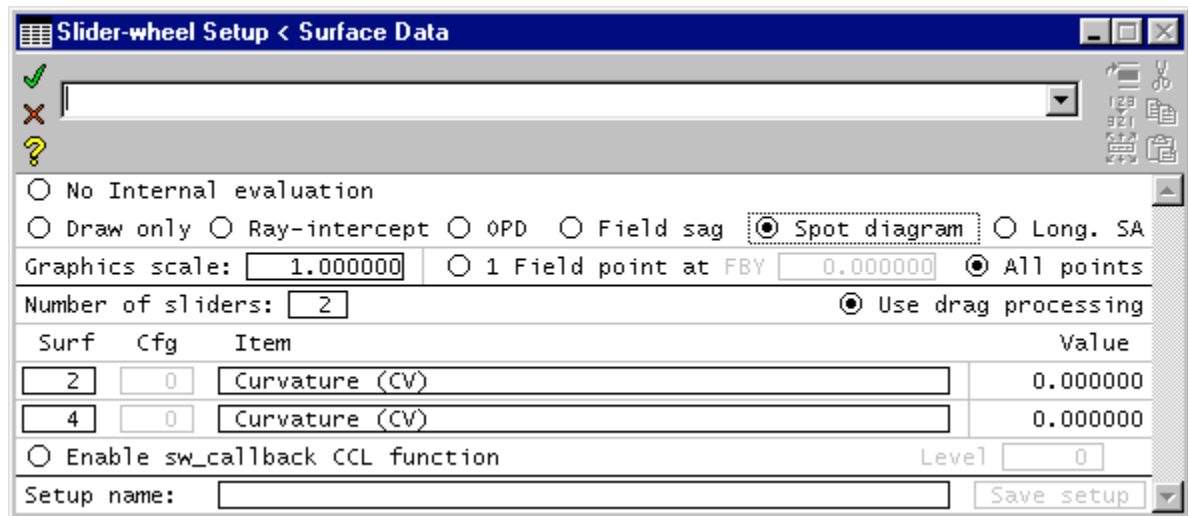 Slider-wheel Setup < Surface Data
No Internal evaluation
Draw only Ray-intercept OPD Field sag Spot diagram Long. SA
Graphics scale: 1.000000 1 Field point at FBY 0.000000 All points
Number of sliders: 2 Use drag processing
Surf Cfg Item Value
2 0 Curvature (CV) 0.000000
4 0 Curvature (CV) 0.000000
Enable sw_callback CCL function Level 0
Setup name: Save setup